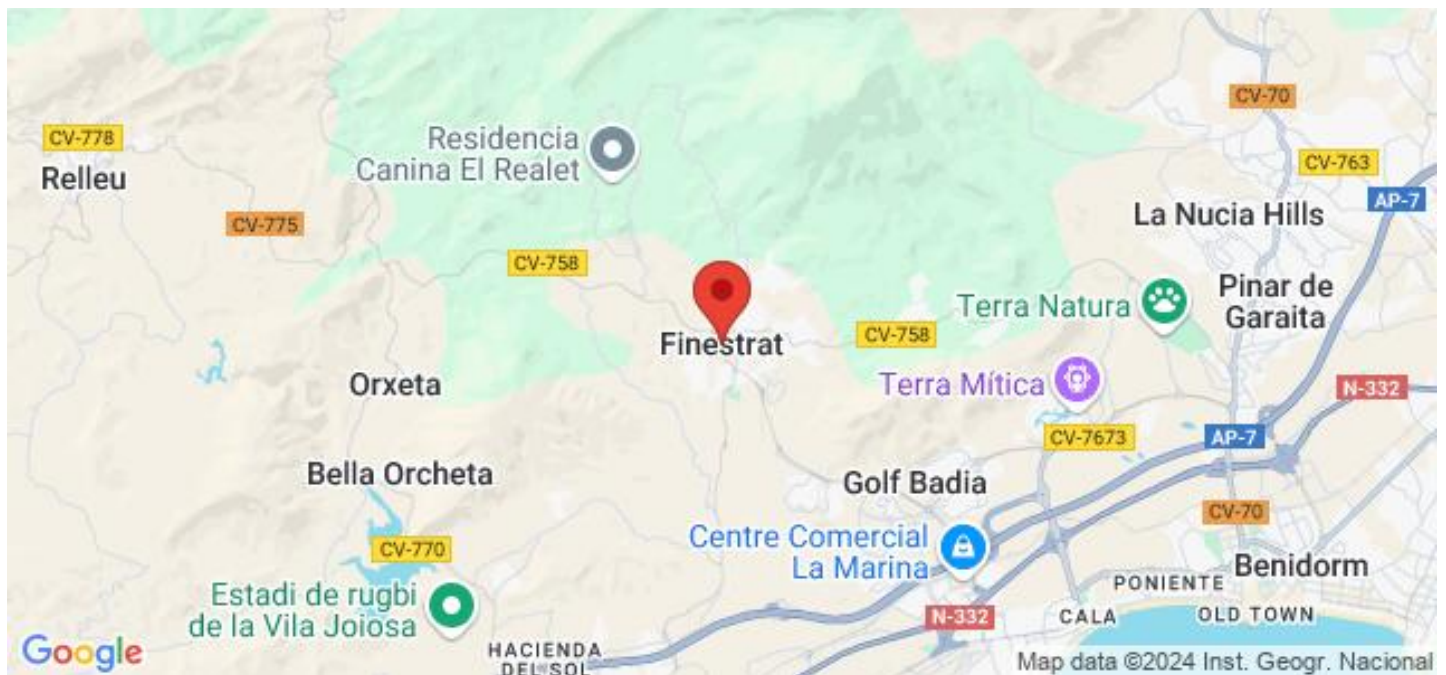 CV-70
CV-778
Residencia
Canina El Realet
CV-763
Relleu
AP-7
La Nucia Hills
CV-775
CV-758
Terra Natura
Pinar de
Garaita
CV-758
Finestrat
Orxeta
Terra Mítica
N-332
CV-7673
AP-7
Bella Orcheta
Golf Badia
CV-70
Centre Comercial
La Marina
CV-770
Benidorm
PONIENTE
Estadi de rugbi
de la Vila Joiosa
N-332
CALA
OLD TOWN
HACIENDA
DEL SOL
Google
Map data ©2024 Inst. Geogr. Nacional